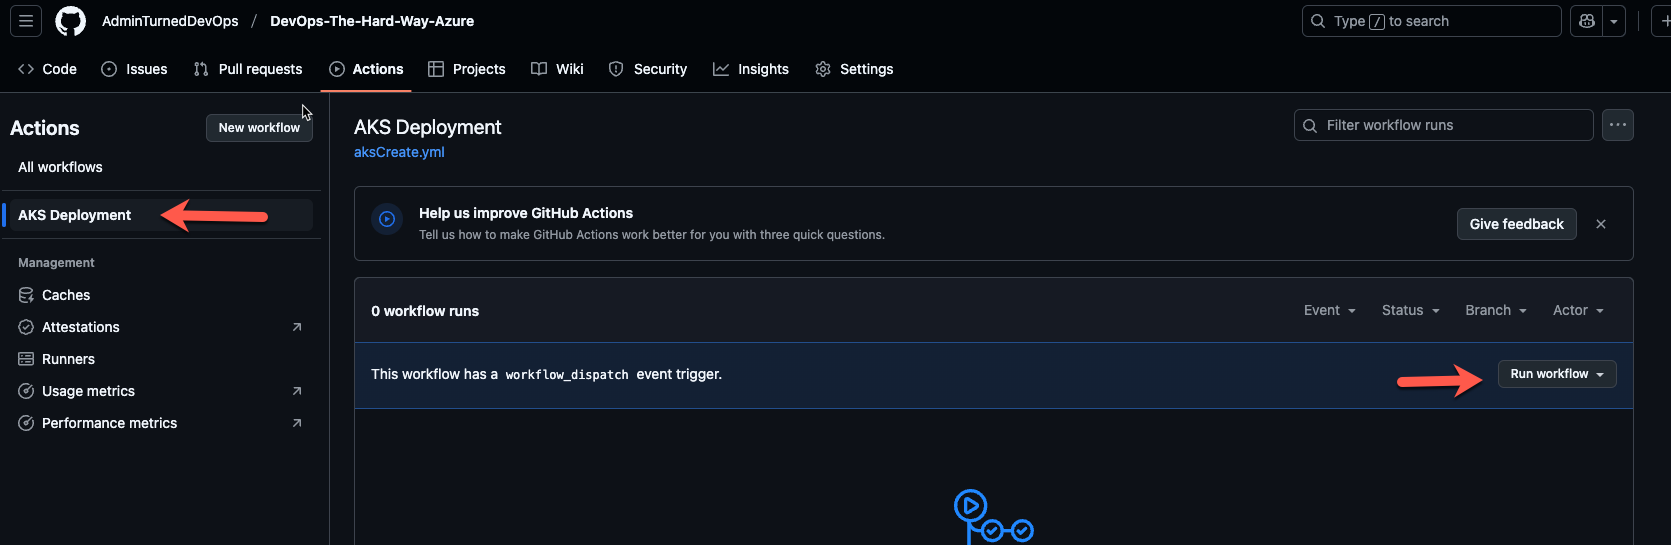 AdminTurnedDevOps / DevOps-The-Hard-Way-Azure
Type / to search
Code Issues Pull requests Actions Projects Wiki Security Insights Settings
Actions
New workflow
All workflows
AKS Deployment
Management
Caches
Attestations
Runners
Usage metrics
Performance metrics
AKS Deployment
aksCreate.yml
Filter workflow runs
Help us improve GitHub Actions
Tell us how to make GitHub Actions work better for you with three quick questions.
Give feedback
0 workflow runs
Event Status Branch Actor
This workflow has a workflow_dispatch event trigger.
Run workflow